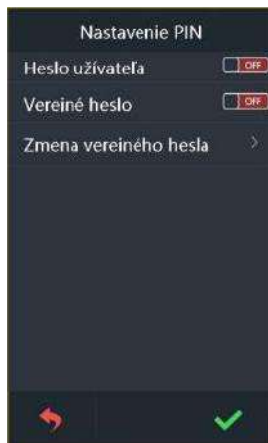 Nastavenie PIN
Heslo užívateľa OFF
Vereiné heslo OFF
Zmena vereiného hesla